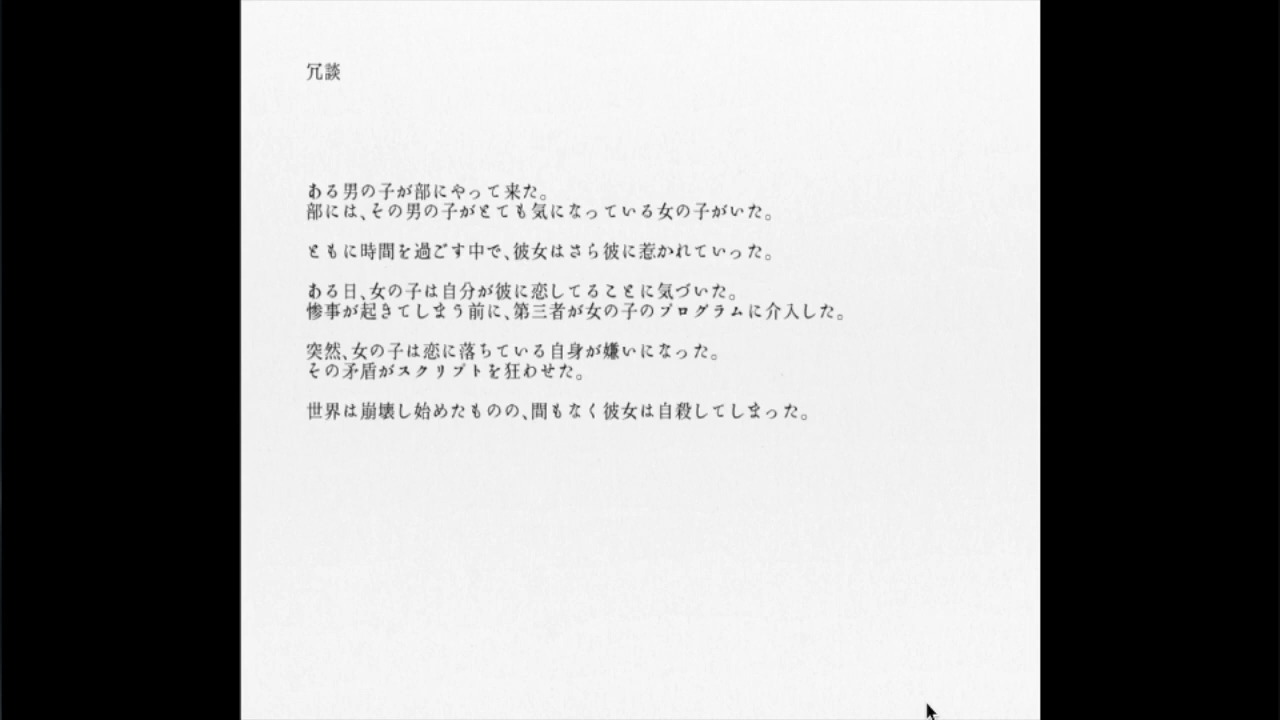 冗談
ある男の子が部にやって来た。
部には、その男の子がとても気になっている女の子がいた。
ともに時間を過ごす中で、彼女はさら彼に惹かれていった。
ある日、女の子は自分が彼に恋してることに気づいた。
惨事が起きてしまう前に、第三者が女の子のプログラムに介入した。
突然、女の子は恋に落ちている自身が嫌いになった。
その矛盾がスクリプトを狂わせた。
世界は崩壊し始めたものの、間もなく彼女は自殺してしまった。